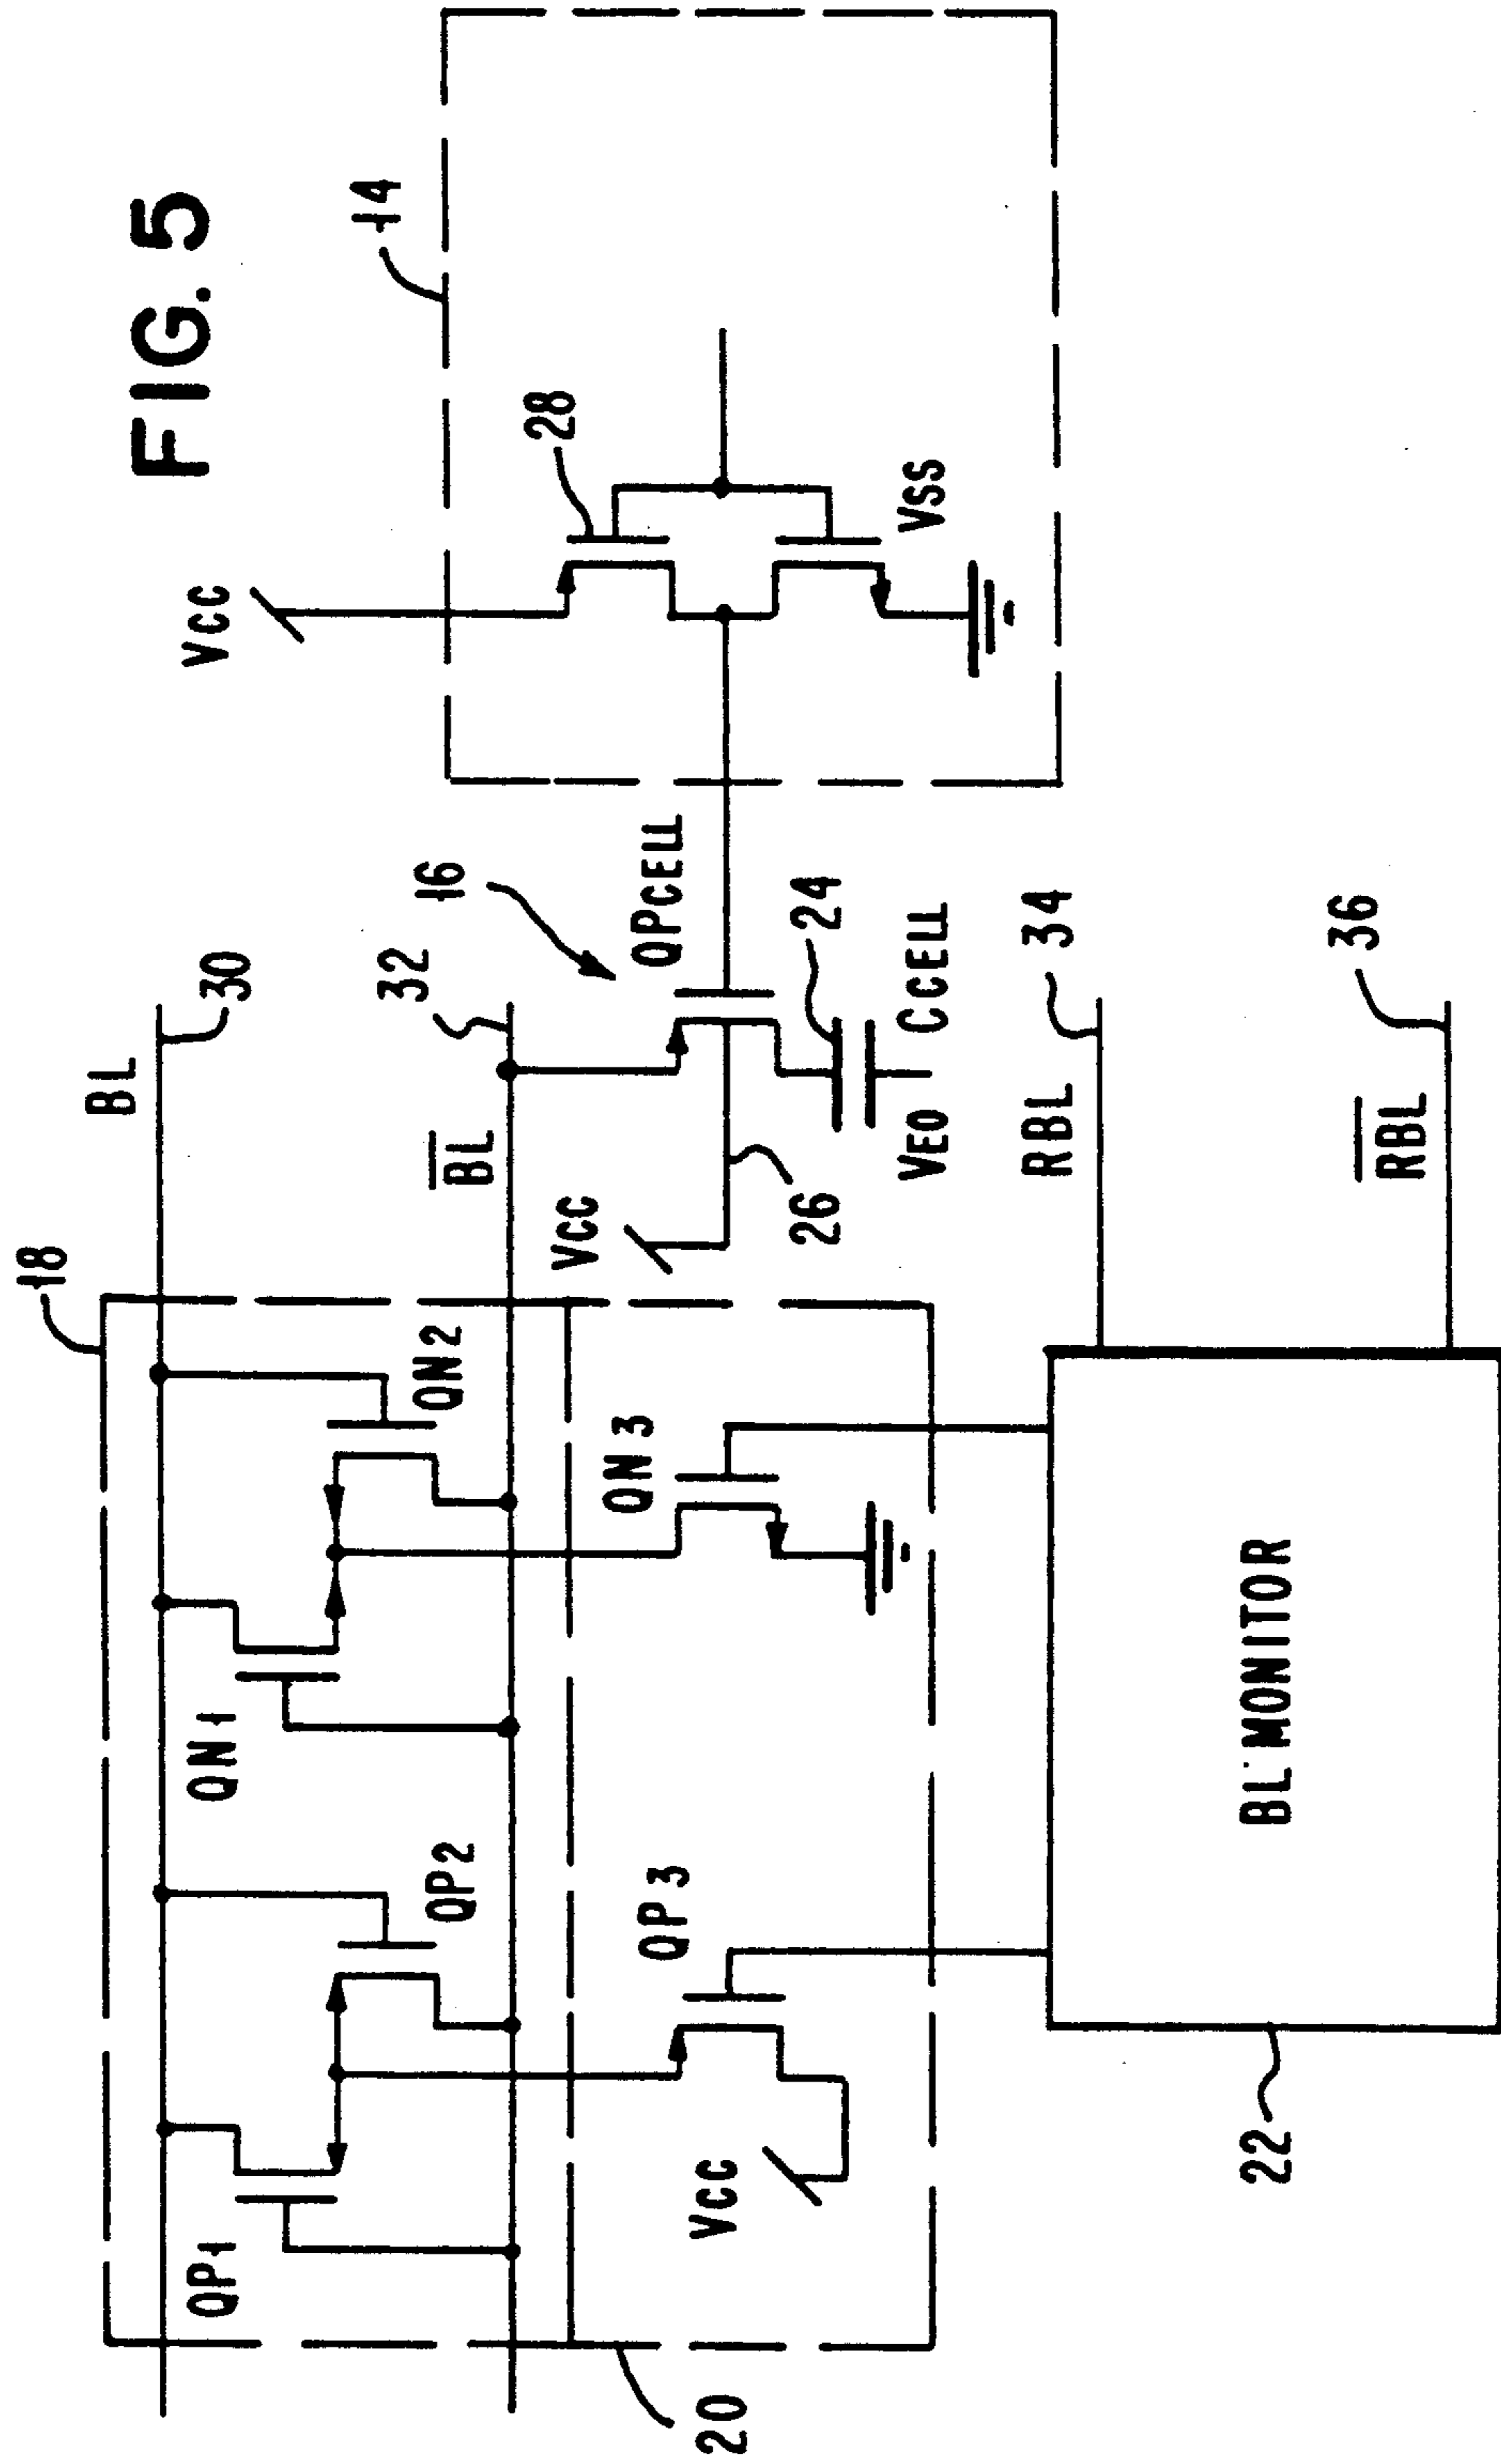 FIG. 5
18
BL
30
VCC
14
QP1
QP2
QN1
QN2
BL
32
16
28
QPCELL
VCC
26
24
VEO
CCELL
VSS
20
VCC
QP3
QN3
22
BL MONITOR
RBL
34
RBL
36